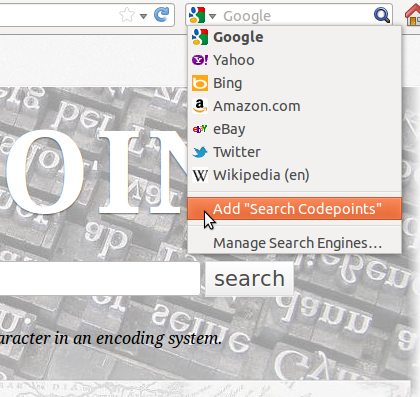 Google
Google
Yahoo
Bing
Amazon.com
eBay
Twitter
Wikipedia (en)
Add "Search Codepoints"
Manage Search Engines…
OIN
search
aracter in an encoding system.